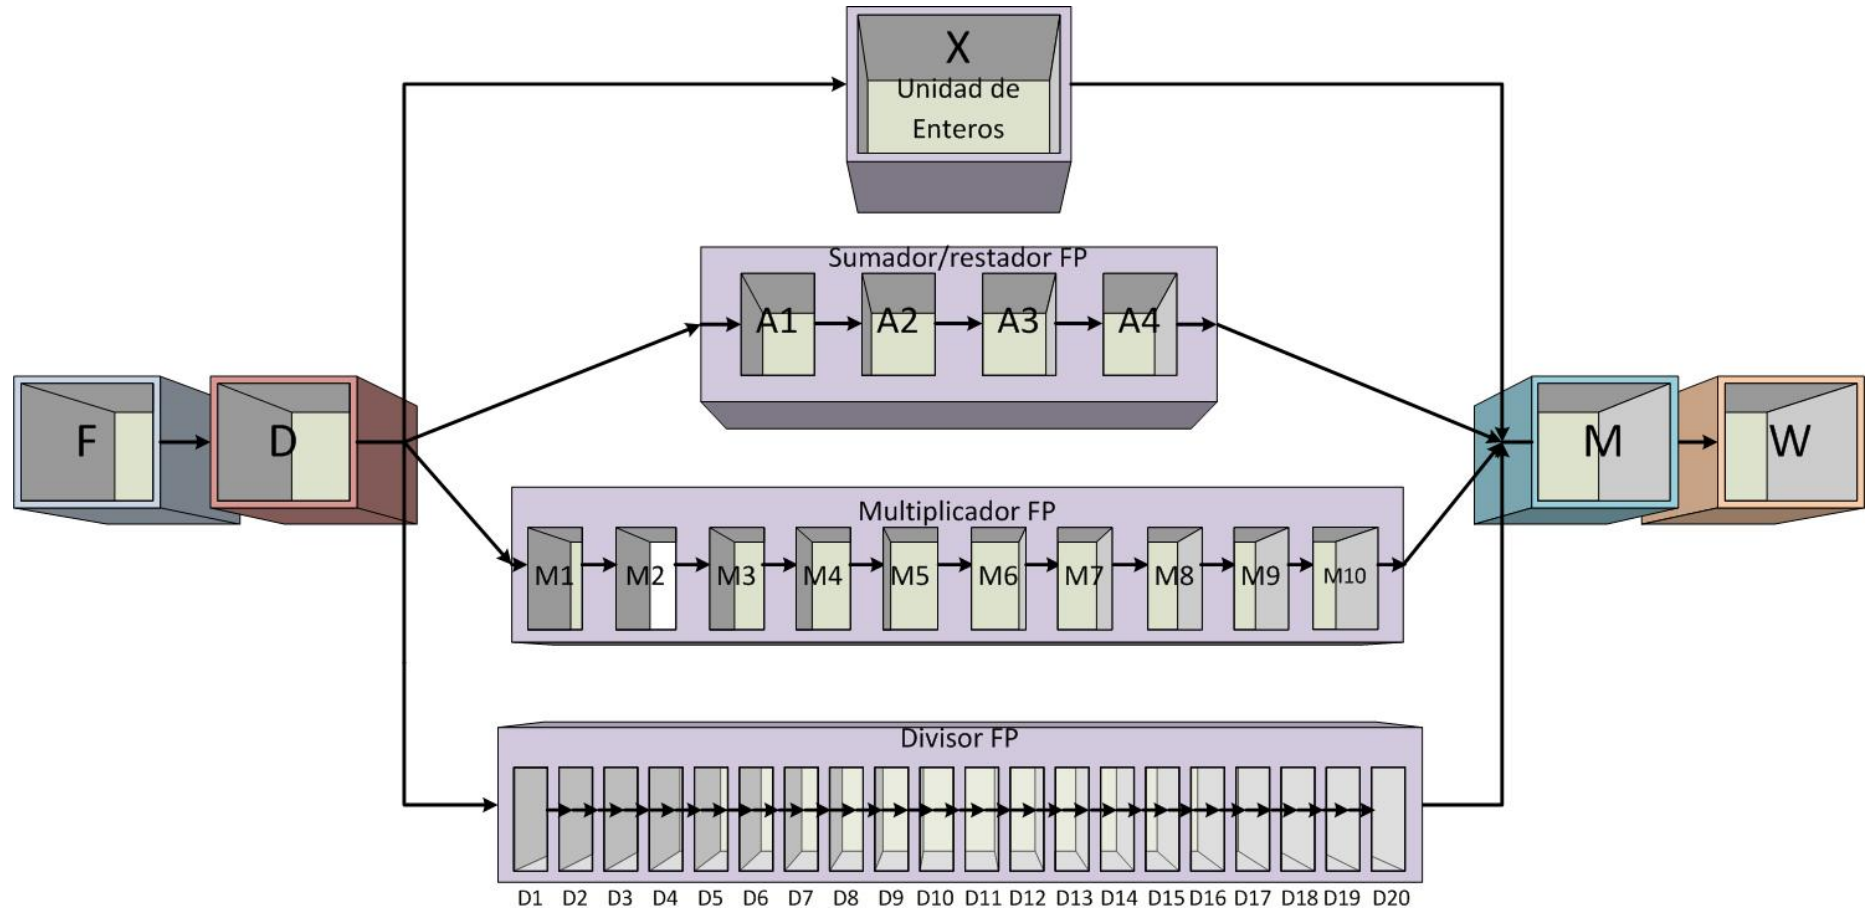 X
Unidad de
Enteros
Sumador/restador FP
A1 A2 A3 A4
F D M W
Multiplicador FP
M1 M2 M3 M4 M5 M6 M7 M8 M9 M10
Divisor FP
D1 D2 D3 D4 D5 D6 D7 D8 D9 D10 D11 D12 D13 D14 D15 D16 D17 D18 D19 D20